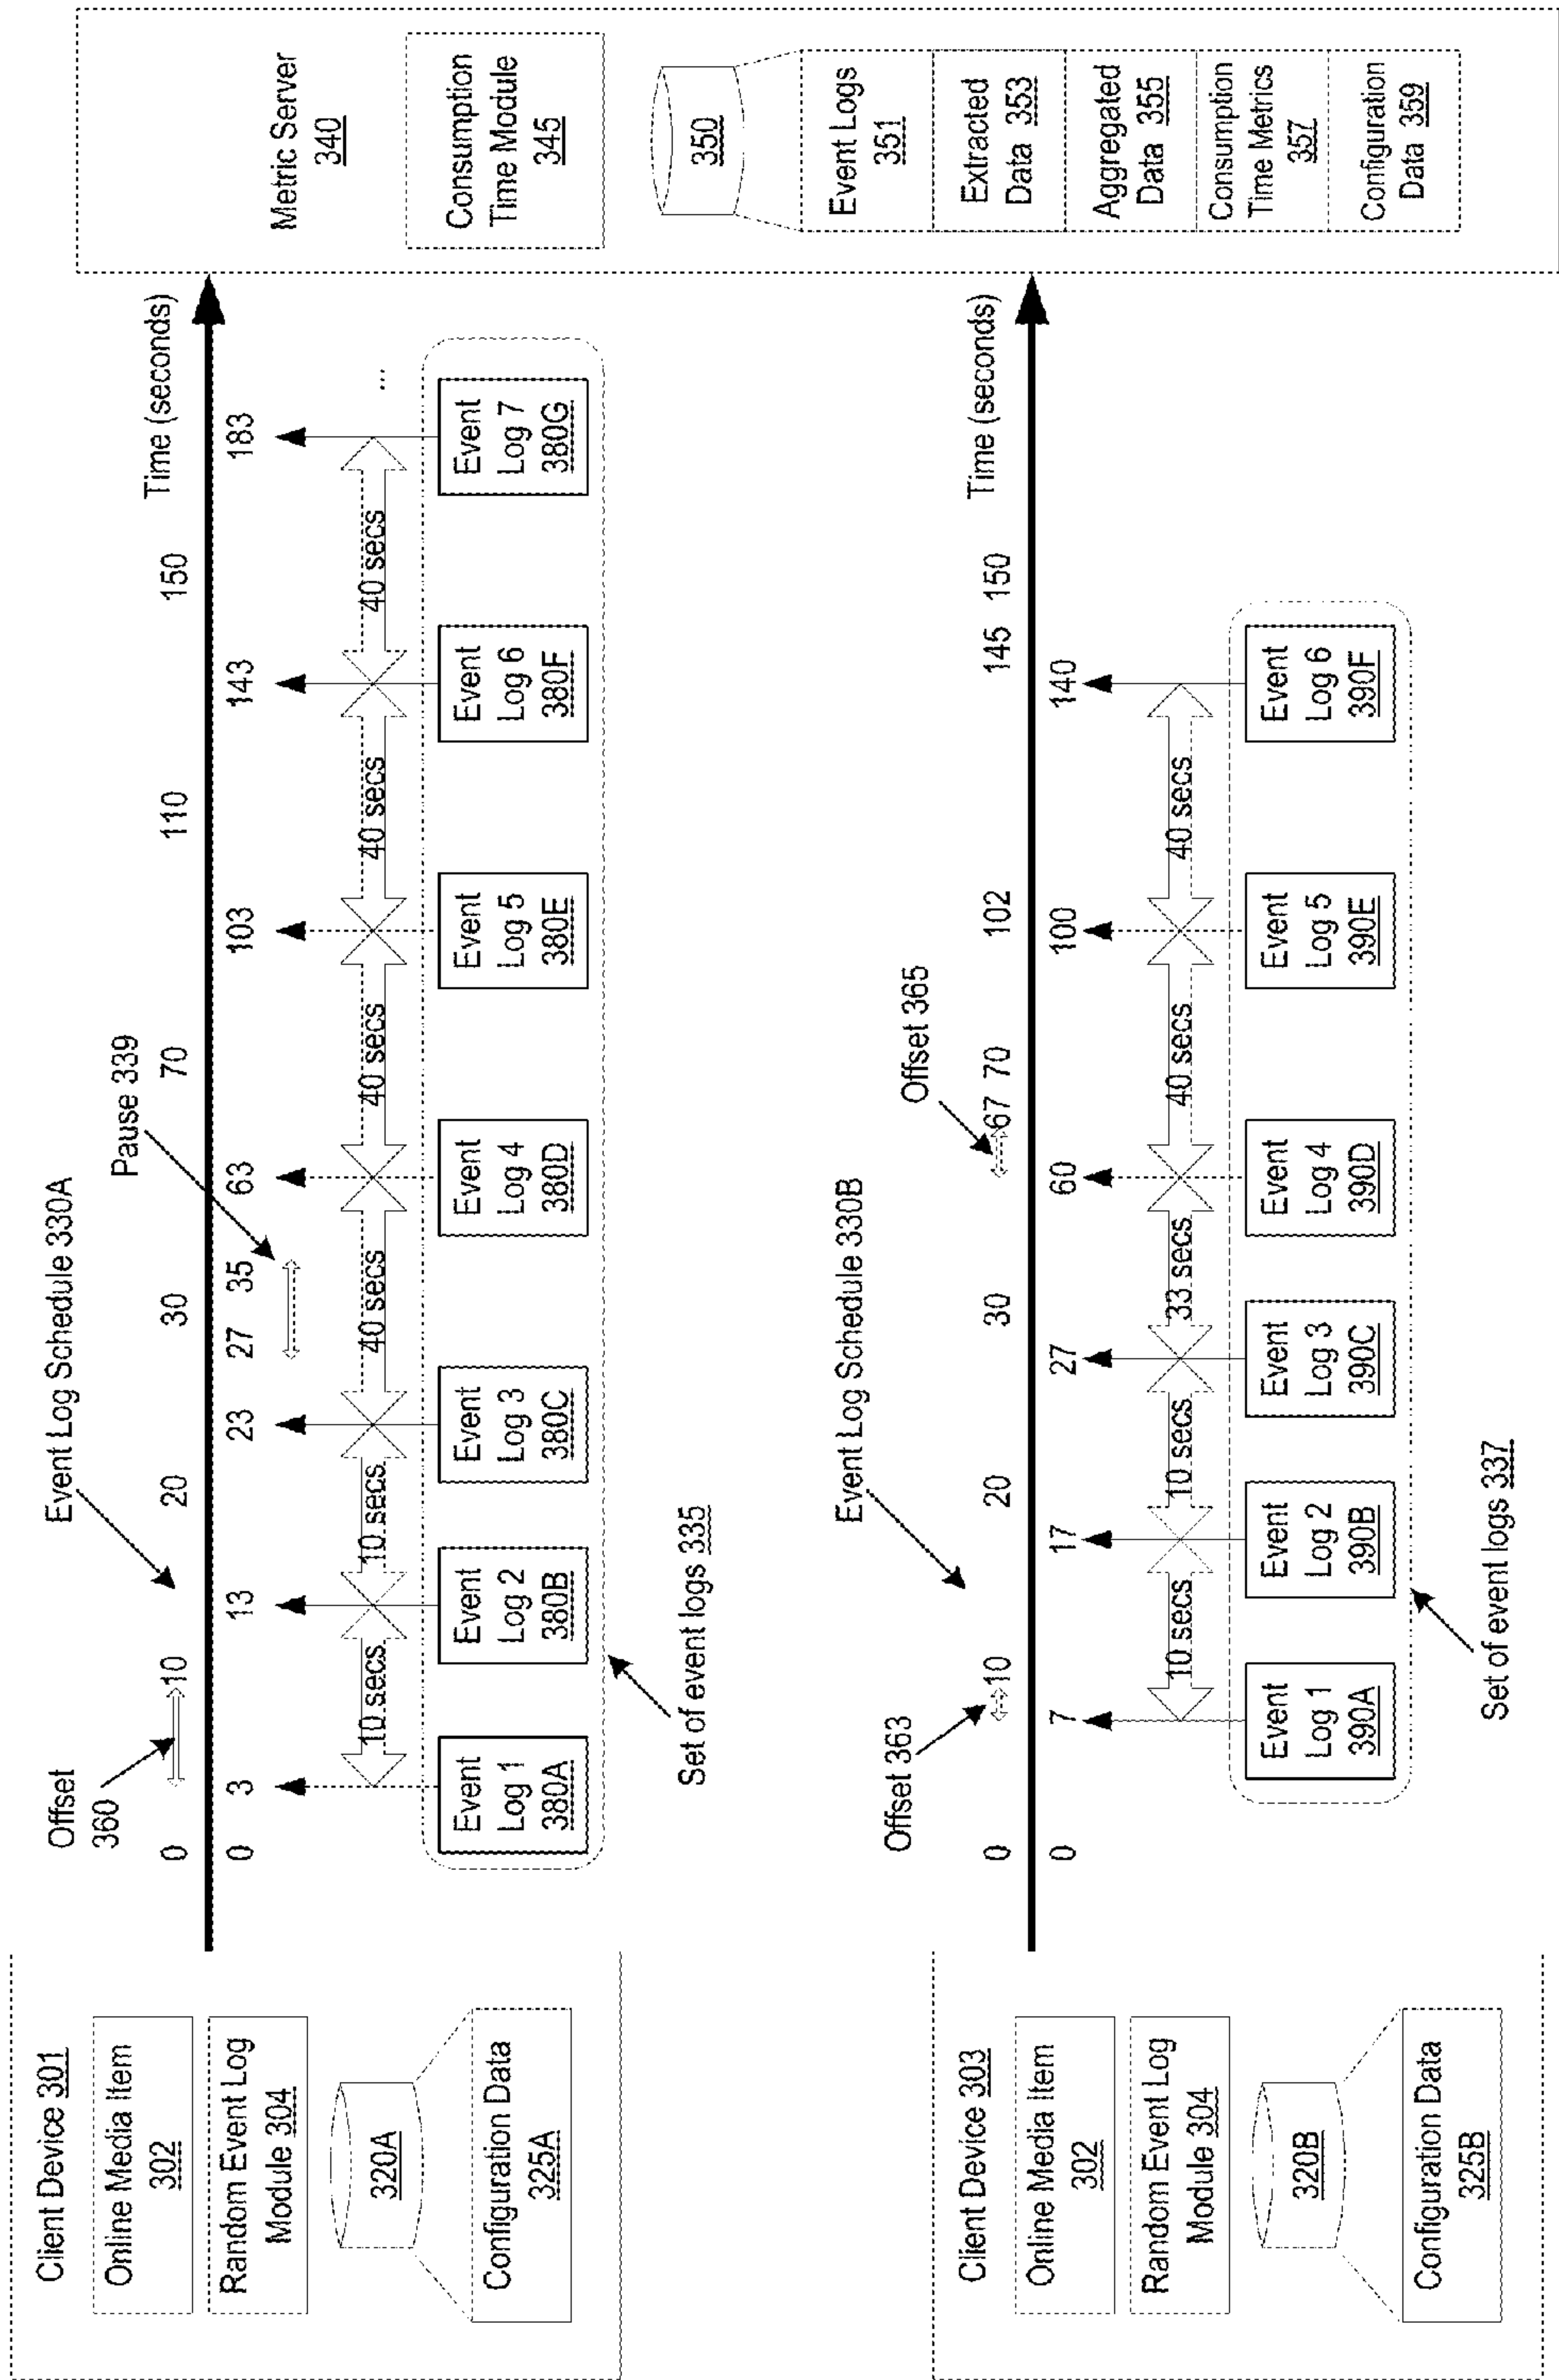 Client Device 301
Online Media Item
302
Random Event Log
Module 304
320A
Configuration Data
325A
Offset
360
Event Log Schedule 330A
Pause 339
0
10
20
30
70
110
150
Time (seconds)
0
3
13
23
27
35
63
103
143
183
10 secs
10 secs
40 secs
40 secs
40 secs
40 secs
...
Event
Log 1
380A
Event
Log 2
380B
Event
Log 3
380C
Event
Log 4
380D
Event
Log 5
380E
Event
Log 6
380F
Event
Log 7
380G
Set of event logs 335
Client Device 303
Online Media Item
302
Random Event Log
Module 304
320B
Configuration Data
325B
Offset 363
Event Log Schedule 330B
Offset 365
0
10
20
30
67
70
102
145
150
Time (seconds)
0
7
17
27
60
100
140
10 secs
10 secs
33 secs
40 secs
40 secs
Event
Log 1
390A
Event
Log 2
390B
Event
Log 3
390C
Event
Log 4
390D
Event
Log 5
390E
Event
Log 6
390F
Set of event logs 337
Metric Server
340
Consumption
Time Module
345
350
Event Logs
351
Extracted
Data 353
Aggregated
Data 355
Consumption
Time Metrics
357
Configuration
Data 359